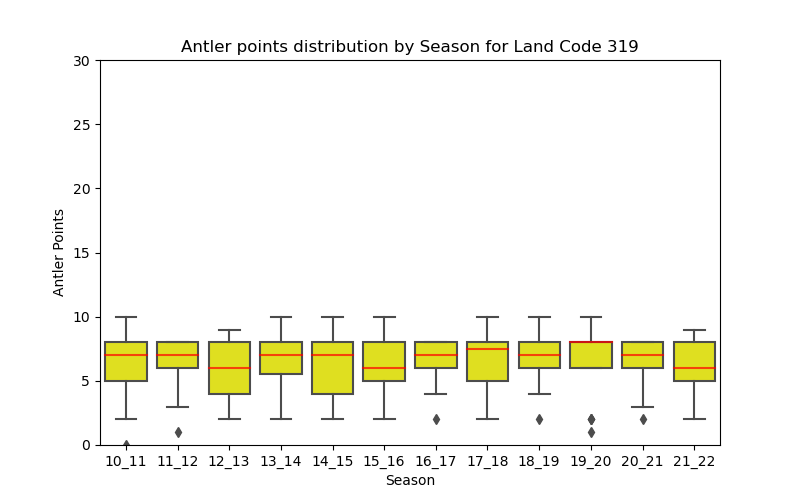 Antler points distribution by Season for Land Code 319
30
25
20
15
10
5
0
Antler Points
10_11 11_12 12_13 13_14 14_15 15_16 16_17 17_18 18_19 19_20 20_21 21_22
Season